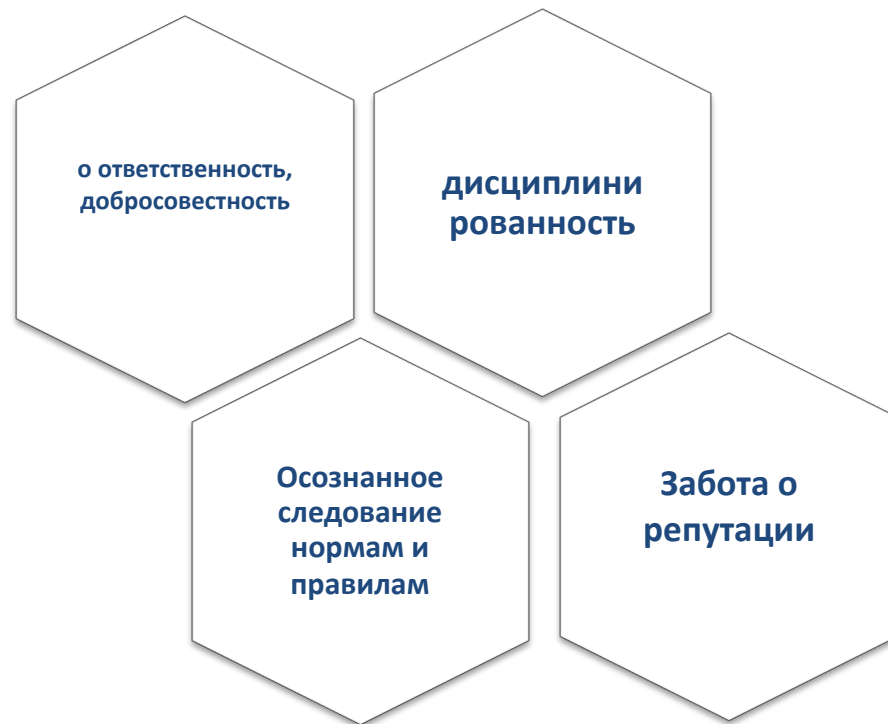 о ответственность,
добросовестность
дисциплини
рованность
Осознанное
следование
нормам и
правилам
Забота о
репутации